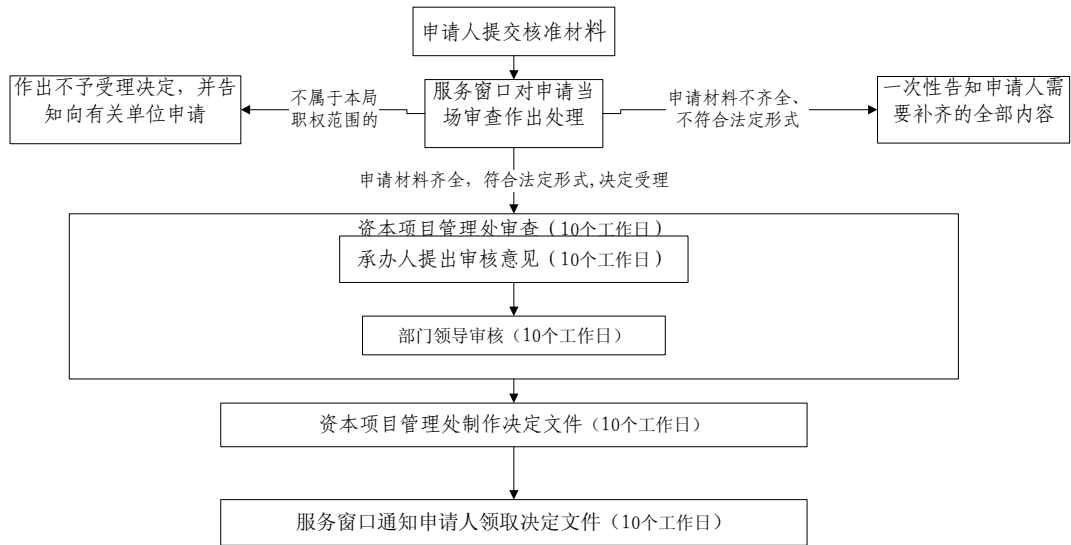 申请人提交核准材料
作出不予受理决定，并告
知向有关单位申请
不属于本局
职权范围的
服务窗口对申请当
场审查作出处理
申请材料不齐全、
不符合法定形式
一次性告知申请人需
要补齐的全部内容
申请材料齐全，符合法定形式,决定受理
资本项目管理处审查（10个工作日）
承办人提出审核意见（10个工作日）
部门领导审核（10个工作日）
资本项目管理处制作决定文件（10个工作日）
服务窗口通知申请人领取决定文件（10个工作日）